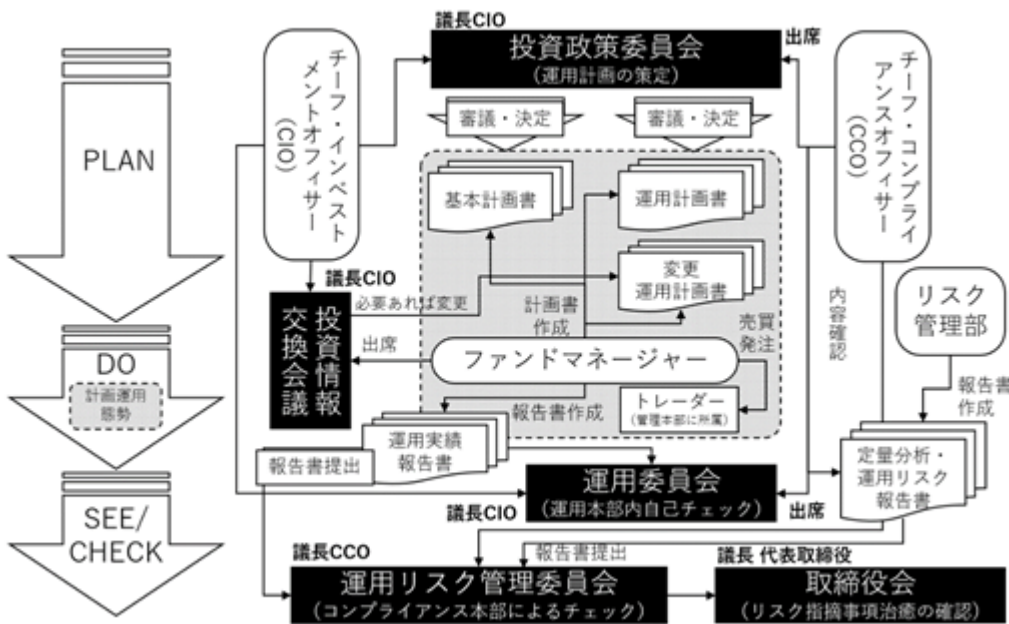 議長CIO
投資政策委員会
(運用計画の策定)
出席
チーフ・インベスト
メントオフィサー
(CIO)
チーフ・コンプライ
アンスオフィサー
(CCO)
PLAN
審議・決定
審議・決定
基本計画書
運用計画書
変更
運用計画書
議長CIO
必要あれば変更
投資情報
交換会議
計画書
作成
売買
発注
内容確認
リスク
管理部
出席
ファンドマネージャー
DO
計画運用
態勢
報告書作成
トレーダー
(管理本部に所属)
報告書
作成
報告書提出
運用実績
報告書
定量分析・
運用リスク
報告書
運用委員会
(運用本部内自己チェック)
議長CIO
出席
SEE/
CHECK
議長CCO
報告書提出
議長 代表取締役
運用リスク管理委員会
(コンプライアンス本部によるチェック)
取締役会
(リスク指摘事項治癒の確認)